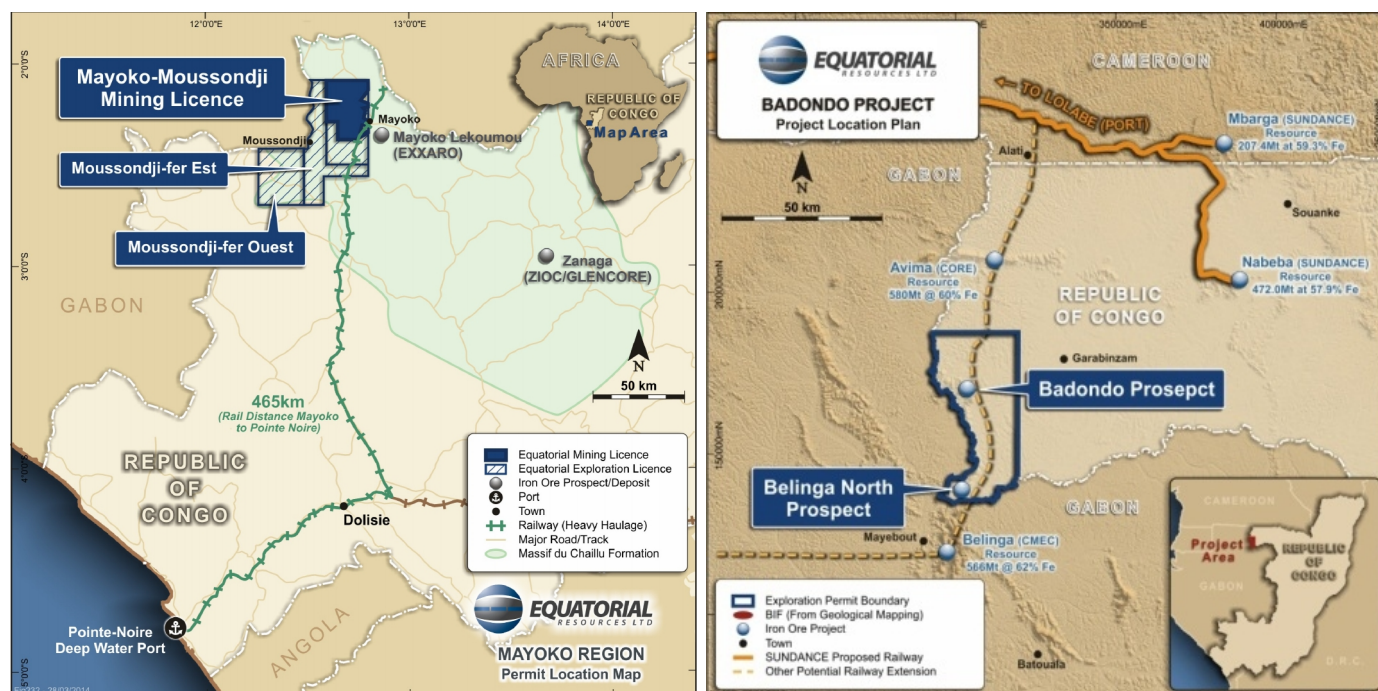 12°0'0"E
13°0'0"E
14°0'0"E
2°0'0"S
3°0'0"S
4°0'0"S
5°0'0"S
Mayoko-Moussondji
Mining Licence
AFRICA
REPUBLIC OF
CONGO
Map Area
Mayoko
Moussondji
Mayoko Lekoumou
(EXXARO)
Moussondji-fer Est
Moussondji-fer Ouest
Zanaga
(ZIOC/GLENCORE)
GABON
N
50 km
465km
(Rail Distance Mayoko
to Pointe Noire)
REPUBLIC
OF
CONGO
Equatorial Mining Licence
Equatorial Exploration Licence
Iron Ore Prospect/Deposit
Port
Town
Railway (Heavy Haulage)
Major Road/Track
Massif du Chaillu Formation
Dolisie
ANGOLA
EQUATORIAL
RESOURCES LTD
Pointe-Noire
Deep Water Port
MAYOKO REGION
Permit Location Map
Fig332 28/03/2014
EQUATORIAL
RESOURCES LTD
BADONDO PROJECT
Project Location Plan
350000mE
400000mE
200000mN
150000mN
CAMEROON
TO LOLABE (PORT)
Mbarga (SUNDANCE)
Resource
207.4Mt at 59.3% Fe
Alati
GABON
N
50 km
Souanke
Avima (CORE)
Resource
580Mt @ 60% Fe
Nabeba (SUNDANCE)
Resource
472.0Mt at 57.9% Fe
REPUBLIC
OF CONGO
Garabinzam
Badondo Prosepct
Belinga North
Prospect
GABON
Mayebout
Belinga (CMEC)
Resource
566Mt @ 62% Fe
Exploration Permit Boundary
BIF (From Geological Mapping)
Iron Ore Project
Town
SUNDANCE Proposed Railway
Other Potential Railway Extension
Batouala
CAMEROON
Project
Area
REPUBLIC
OF
CONGO
GABON
D.R.C.